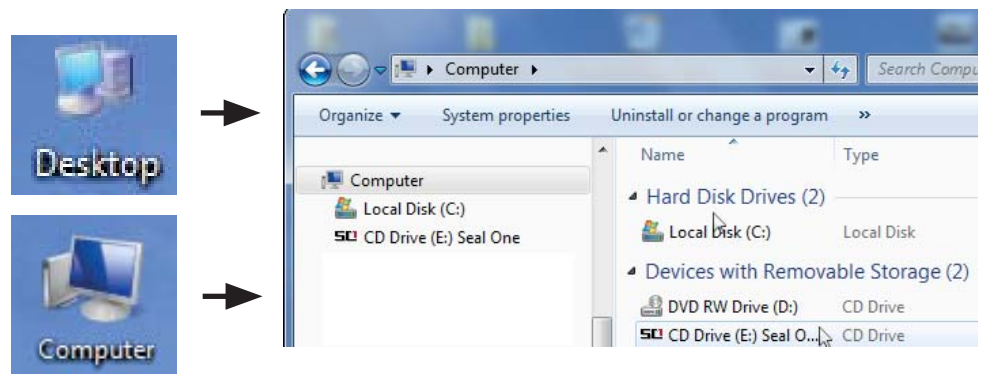 Desktop
Computer
Computer
Search Compu
Organize
System properties
Uninstall or change a program
»
Computer
Local Disk (C:)
CD Drive (E:) Seal One
Name
Type
Hard Disk Drives (2)
Local Disk (C:) Local Disk
Devices with Removable Storage (2)
DVD RW Drive (D:) CD Drive
CD Drive (E:) Seal O... CD Drive